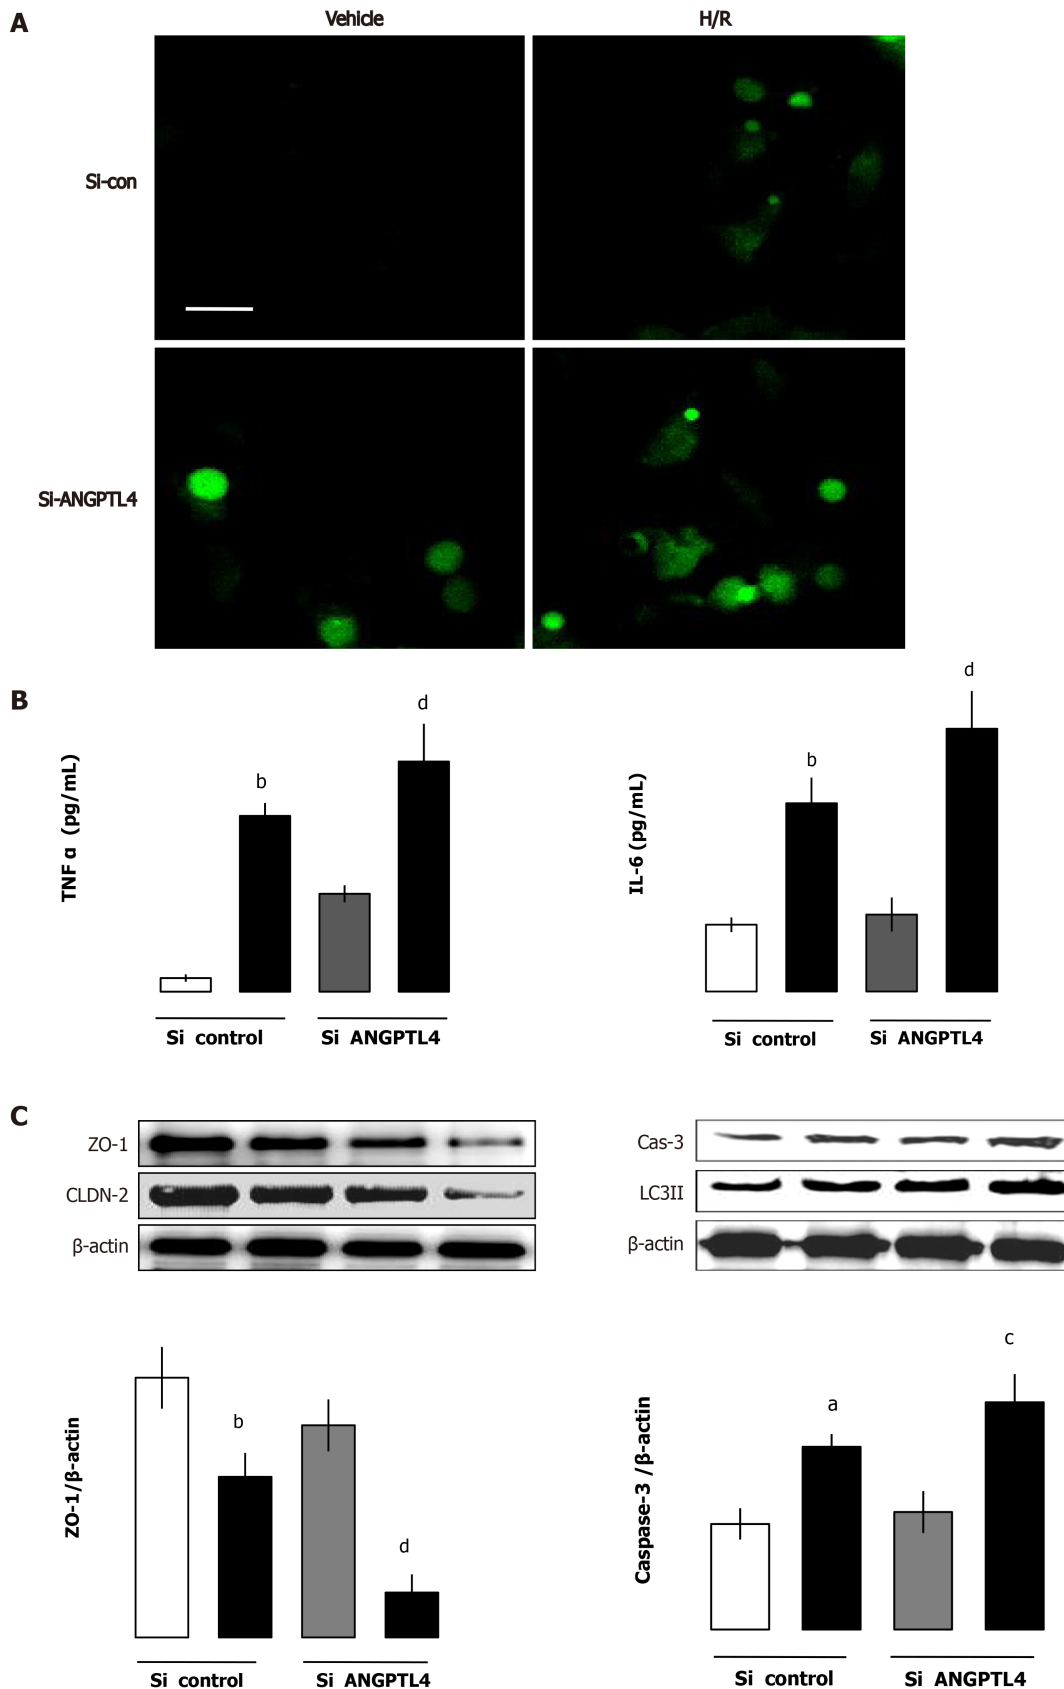 A
Vehicle
H/R
Si-con
Si-ANGPTL4
B
TNF α (pg/mL)
b
d
Si control
Si ANGPTL4
IL-6 (pg/mL)
b
d
Si control
Si ANGPTL4
C
ZO-1
CLDN-2
β-actin
Cas-3
LC3II
β-actin
ZO-1/β-actin
b
d
Si control
Si ANGPTL4
Caspase-3 /β-actin
a
c
Si control
Si ANGPTL4